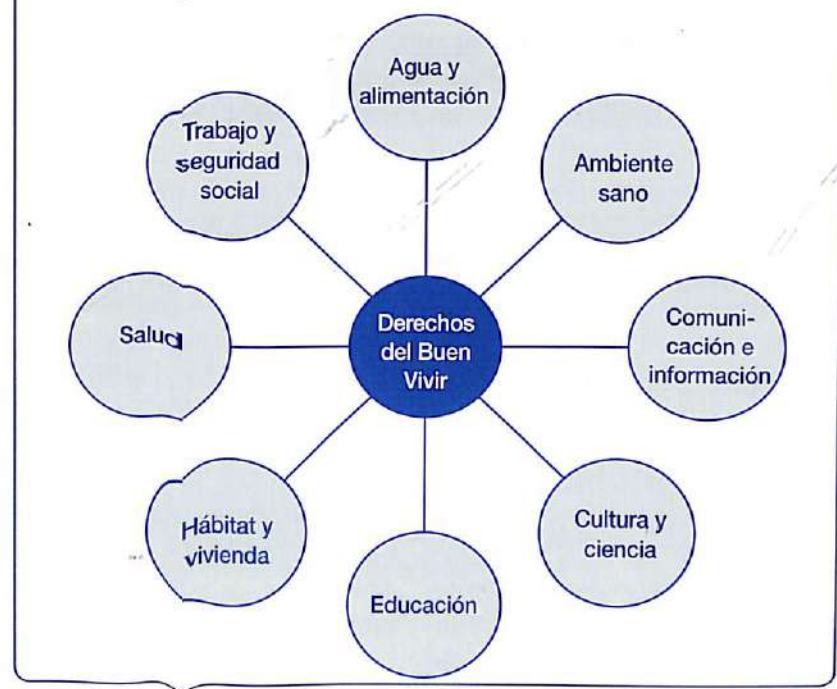 Agua y
alimentación
Trabajo y
seguridad
social
Ambiente
sano
Salud
Derechos
del Buen
Vivir
Comuni-
cación e
información
Hábitat y
vivienda
Cultura y
ciencia
Educación